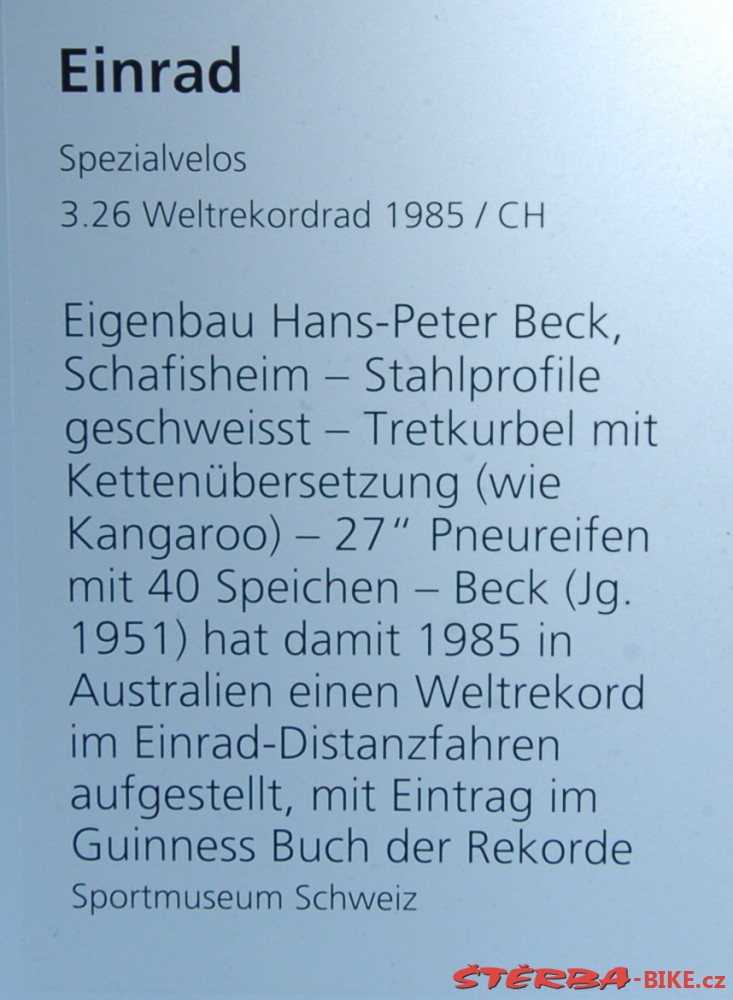 Einrad
Spezialvelos
3.26 Weltrekordrad 1985 / CH
Eigenbau Hans-Peter Beck,
Schafisheim – Stahlprofile
geschweisst – Tretkurbel mit
Kettenübersetzung (wie
Kangaroo) – 27“ Pneureifen
mit 40 Speichen – Beck (Jg.
1951) hat damit 1985 in
Australien einen Weltrekord
im Einrad-Distanzfahren
aufgestellt, mit Eintrag im
Guinness Buch der Rekorde
Sportmuseum Schweiz
ŠTĚRBA-BIKE.cz